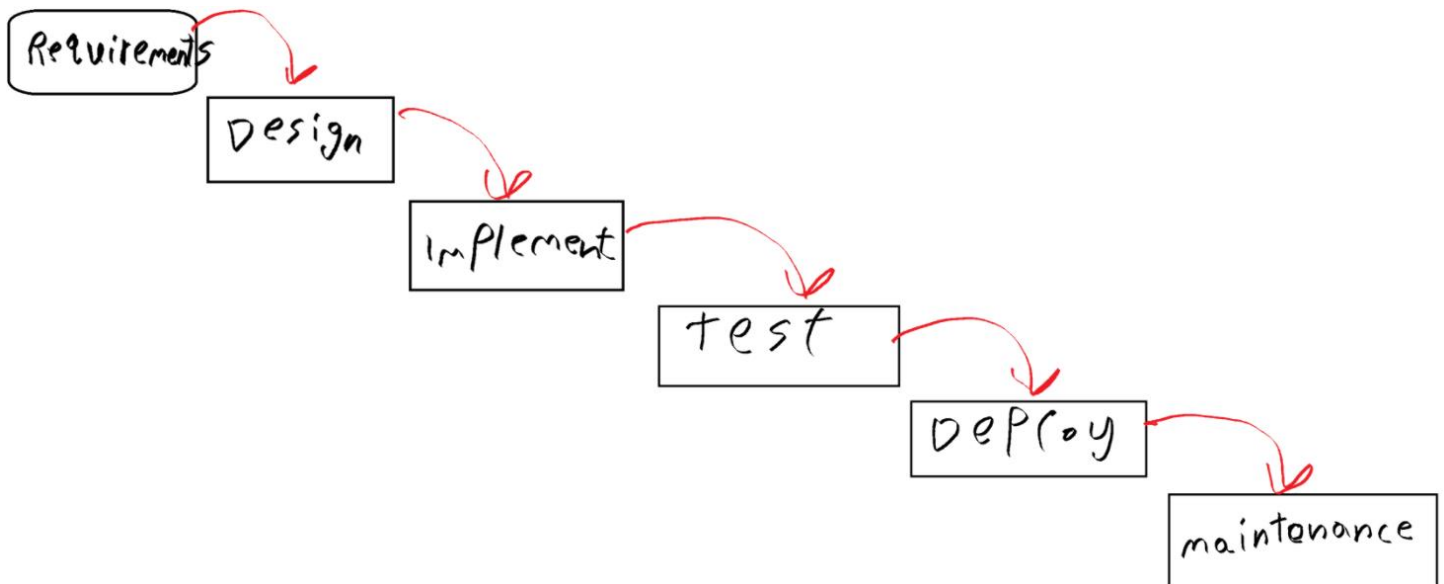 Requirements
Design
Implement
Test
Deploy
maintenance